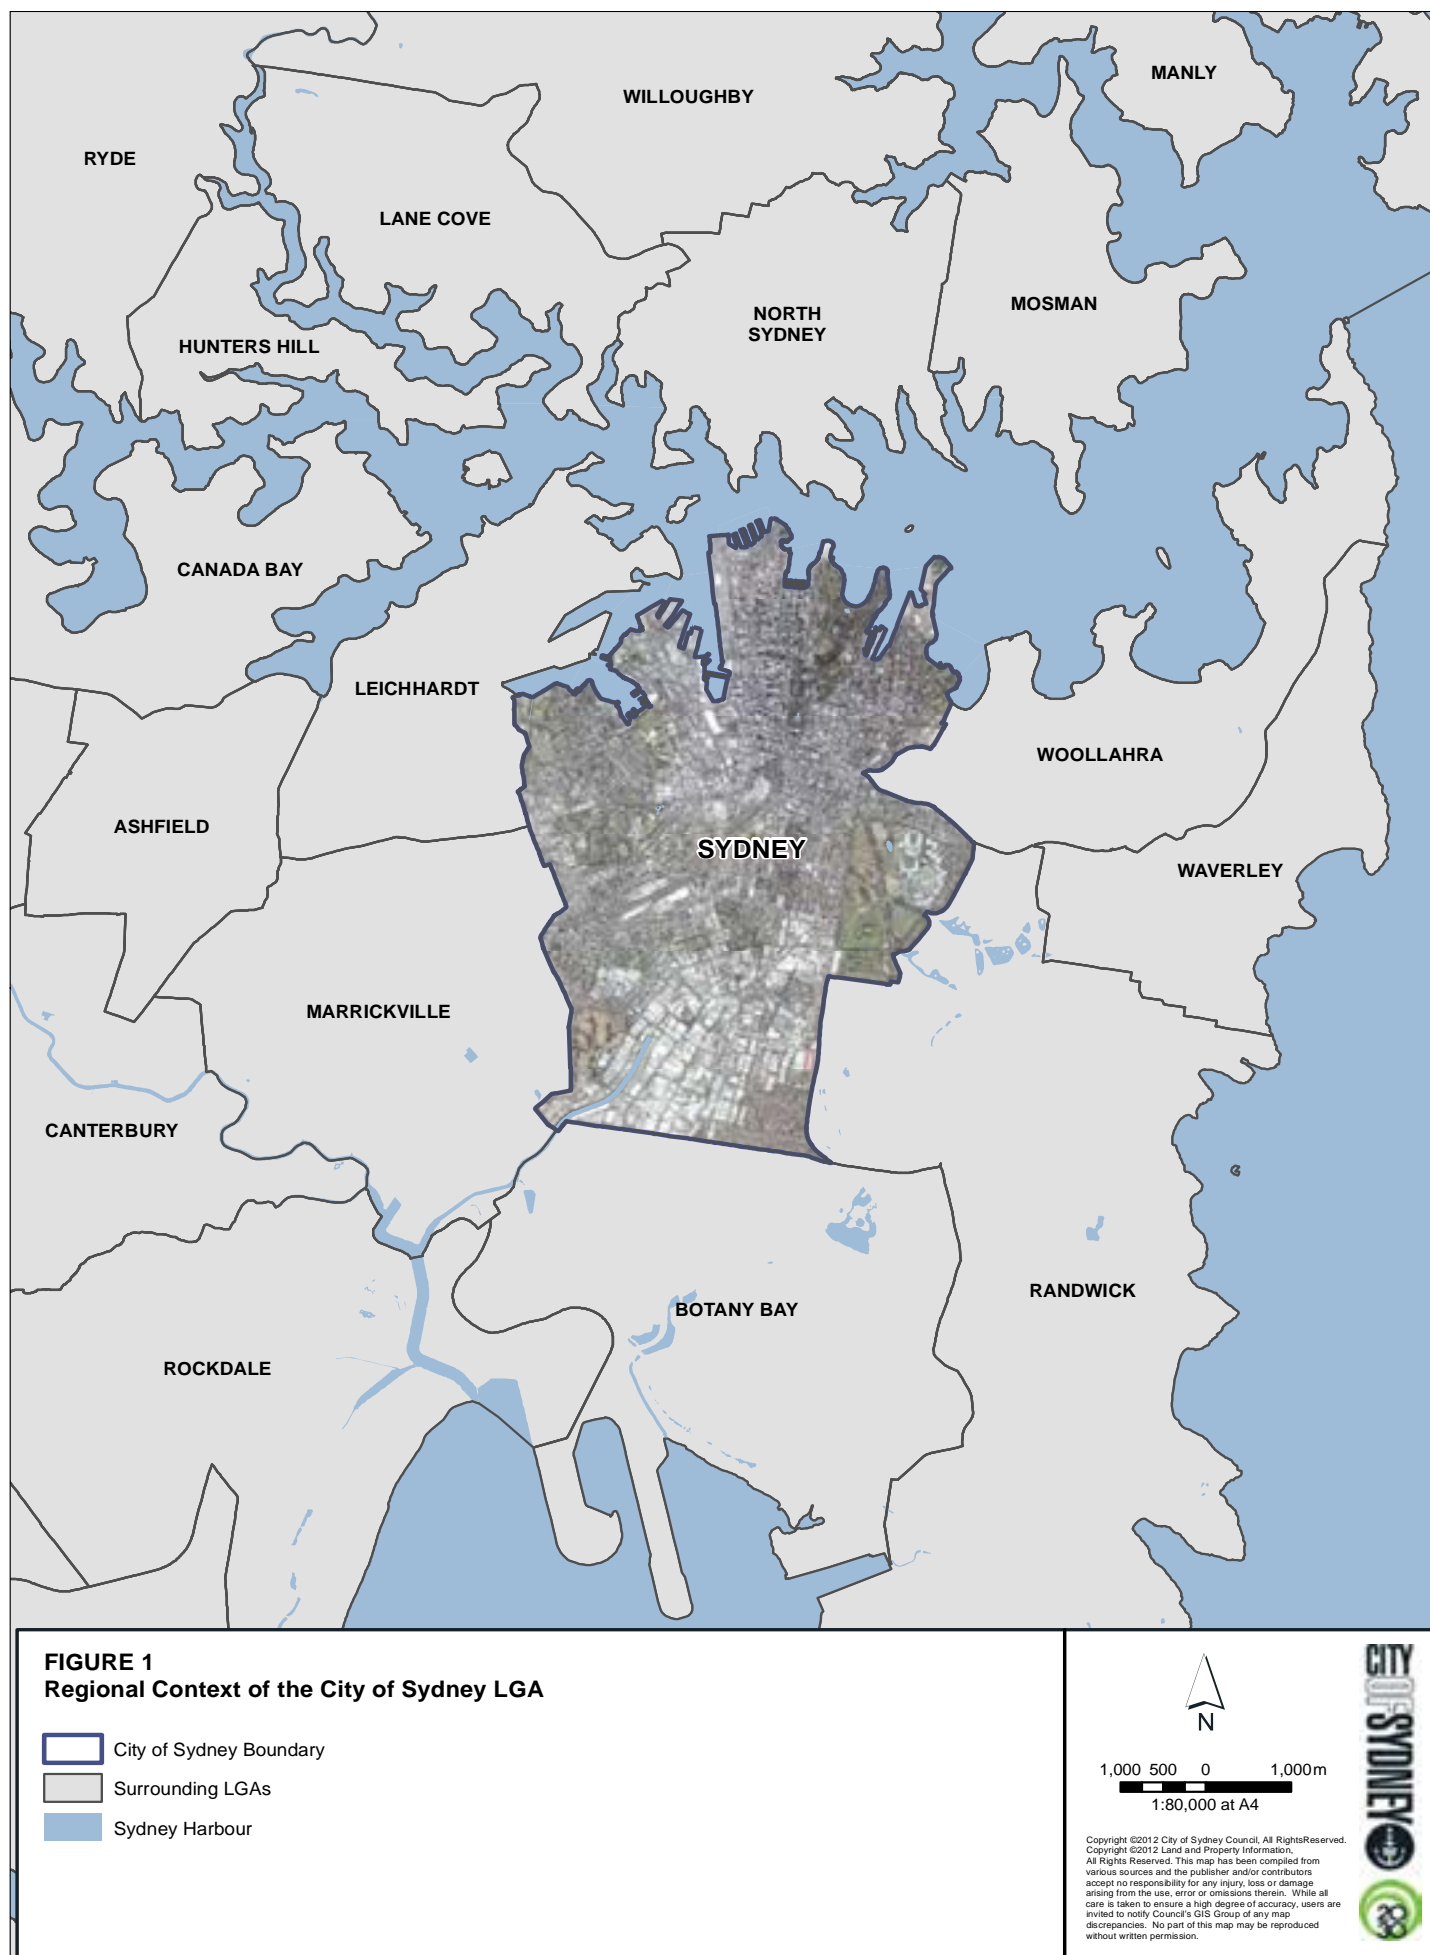 MANLY
WILLOUGHBY
RYDE
LANE COVE
MOSMAN
NORTH
SYDNEY
HUNTERS HILL
CANADA BAY
LEICHHARDT
WOOLLAHRA
ASHFIELD
SYDNEY
WAVERLEY
MARRICKVILLE
CANTERBURY
RANDWICK
BOTANY BAY
ROCKDALE
FIGURE 1
Regional Context of the City of Sydney LGA
City of Sydney Boundary
Surrounding LGAs
Sydney Harbour
N
1,000 500 0 1,000m
1:80,000 at A4
Copyright ©2012 City of Sydney Council, All RightsReserved.
Copyright ©2012 Land and Property Information,
All Rights Reserved. This map has been compiled from
various sources and the publisher and/or contributors
accept no responsibility for any injury, loss or damage
arising from the use, error or omissions therein. While all
care is taken to ensure a high degree of accuracy, users are
invited to notify Council's GIS Group of any map
discrepancies. No part of this map may be reproduced
without written permission.
CITYOFSYDNEY